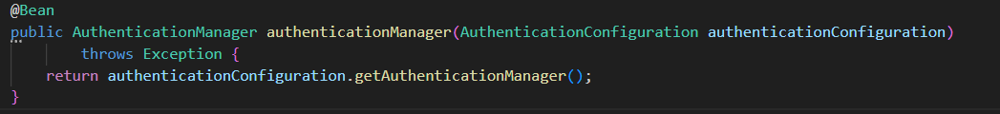 @Bean
public AuthenticationManager authenticationManager(AuthenticationConfiguration authenticationConfiguration)
        throws Exception {
    return authenticationConfiguration.getAuthenticationManager();
}